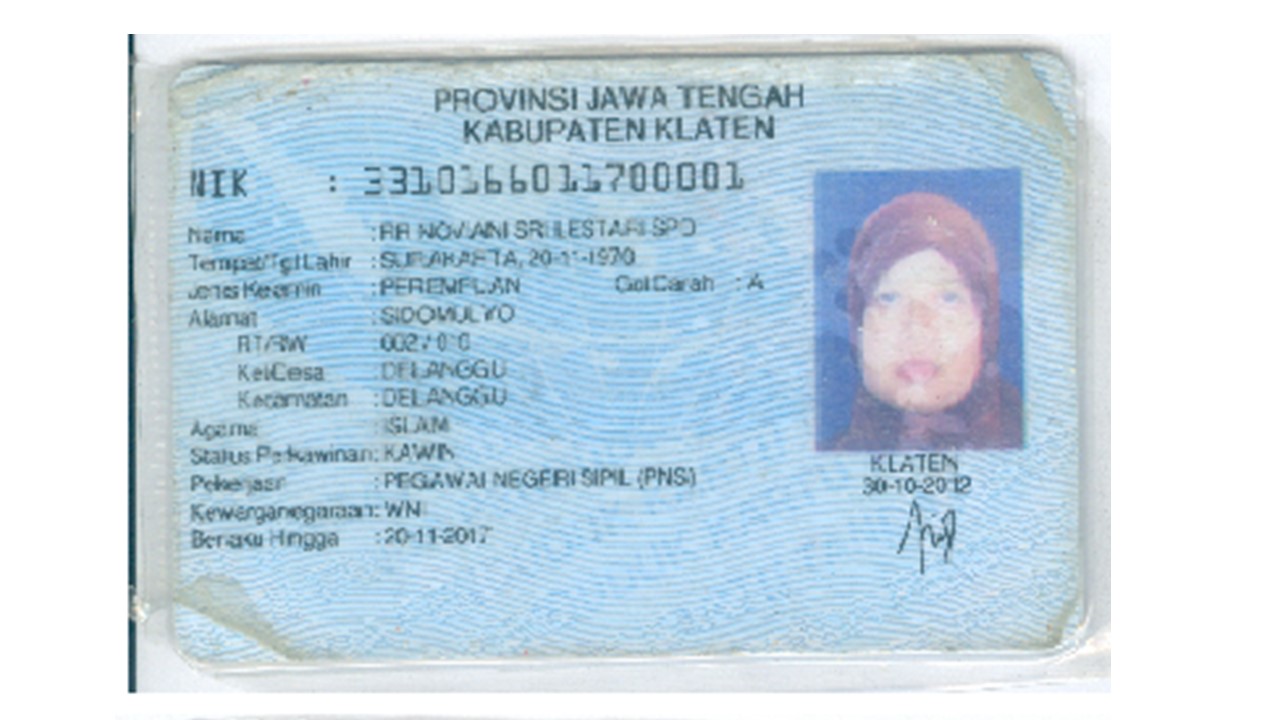 PROVINSI JAWA TENGAH
KABUPATEN KLATEN
NIK : 3310166011700001
Nama : RR NOVIANI SRI LESTARI SPD
Tempat/Tgl Lahir : SURAKARTA, 20-11-1970
Jenis Kelamin : PEREMPUAN Gol Darah : A
Alamat : SIDOMULYO
RT/RW 002 /
Kel/Desa : DELANGGU
Kecamatan : DELANGGU
Agama : ISLAM
Status Perkawinan: KAWIN
Pekerjaan : PEGAWAI NEGERI SIPIL (PNS)
Kewarganegaraan: WNI
Berlaku Hingga : 20-11-2017
KLATEN
30-10-2012